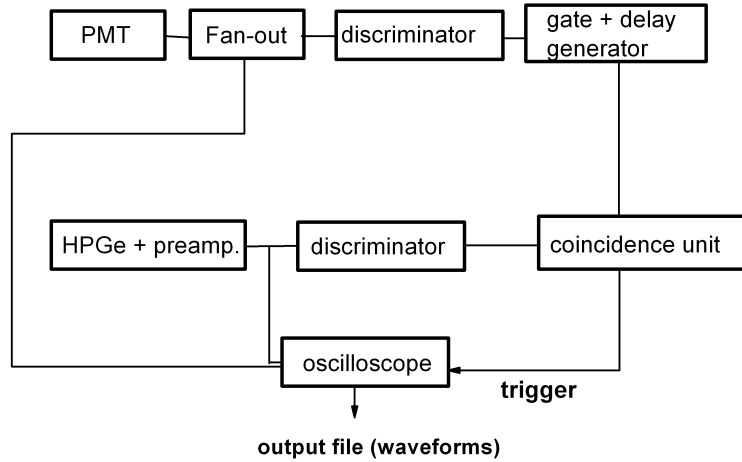 PMT
Fan-out
discriminator
gate + delay
generator
HPGe + preamp.
discriminator
coincidence unit
oscilloscope
trigger
output file (waveforms)